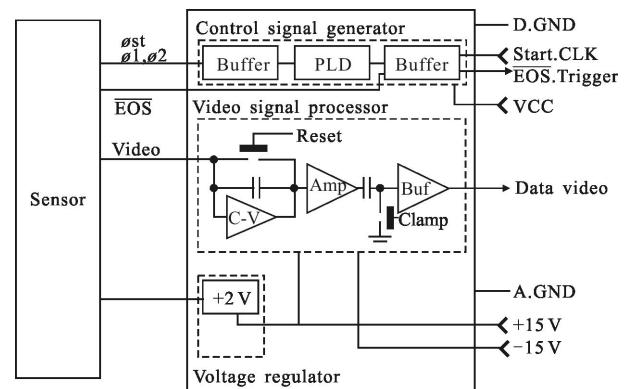 Control signal generator
D.GND
øst
ø1,ø2
Buffer
PLD
Buffer
Start.CLK
EOS.Trigger
EOS
VCC
Video signal processor
Reset
Video
Sensor
Amp
Buf
Data video
C-V
Clamp
A.GND
+2 V
+15 V
−15 V
Voltage regulator